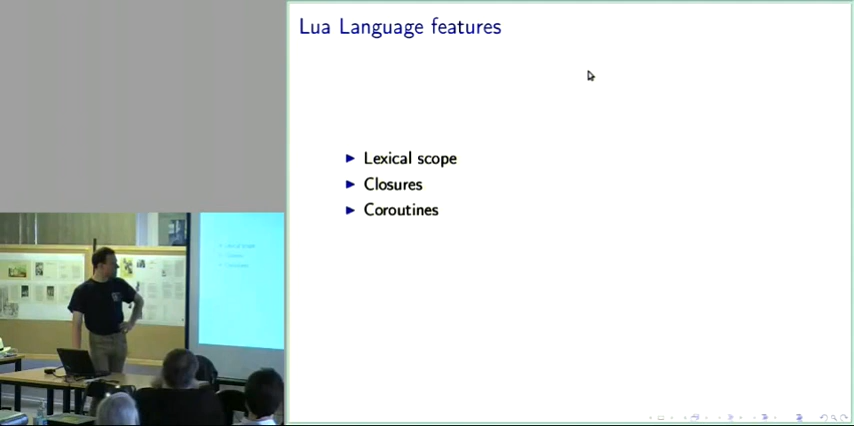 Lua Language features
Lexical scope
Closures
Coroutines